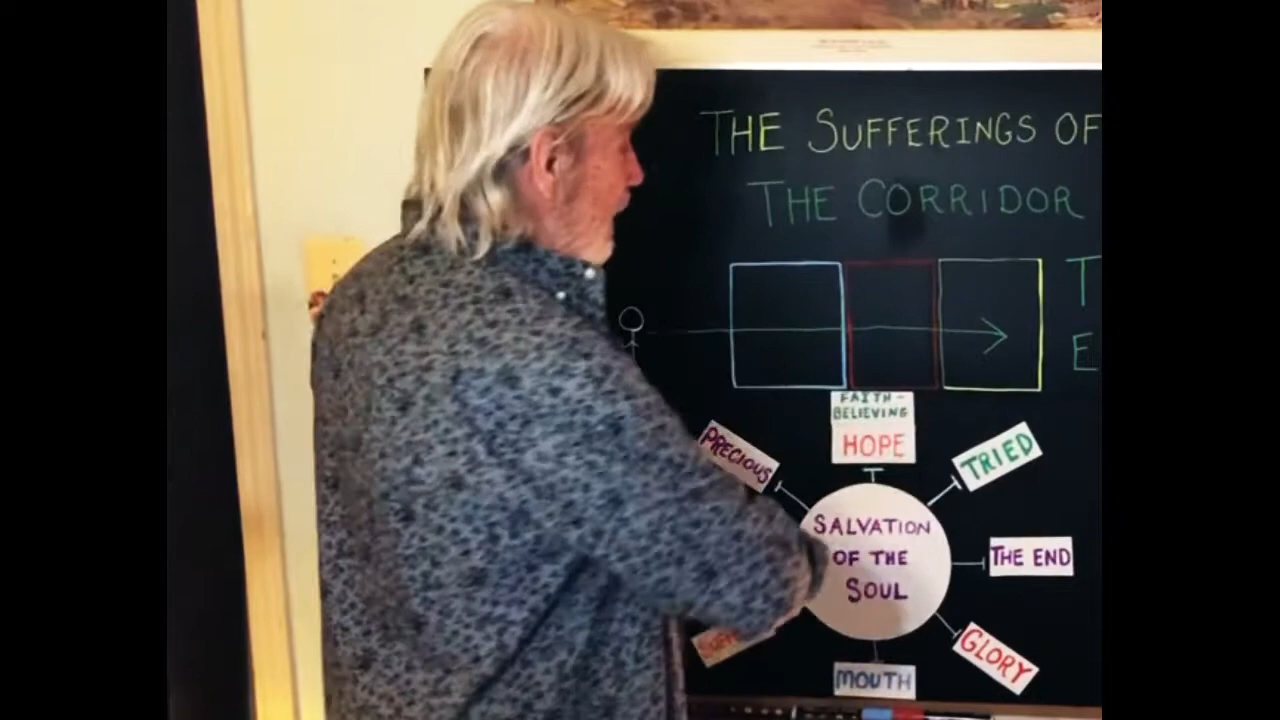 THE SUFFERINGS OF
THE CORRIDOR
T
E
FAITH-
BELIEVING
HOPE
PRECIOUS
TRIED
SALVATION
OF THE
SOUL
THE END
GLORY
MOUTH